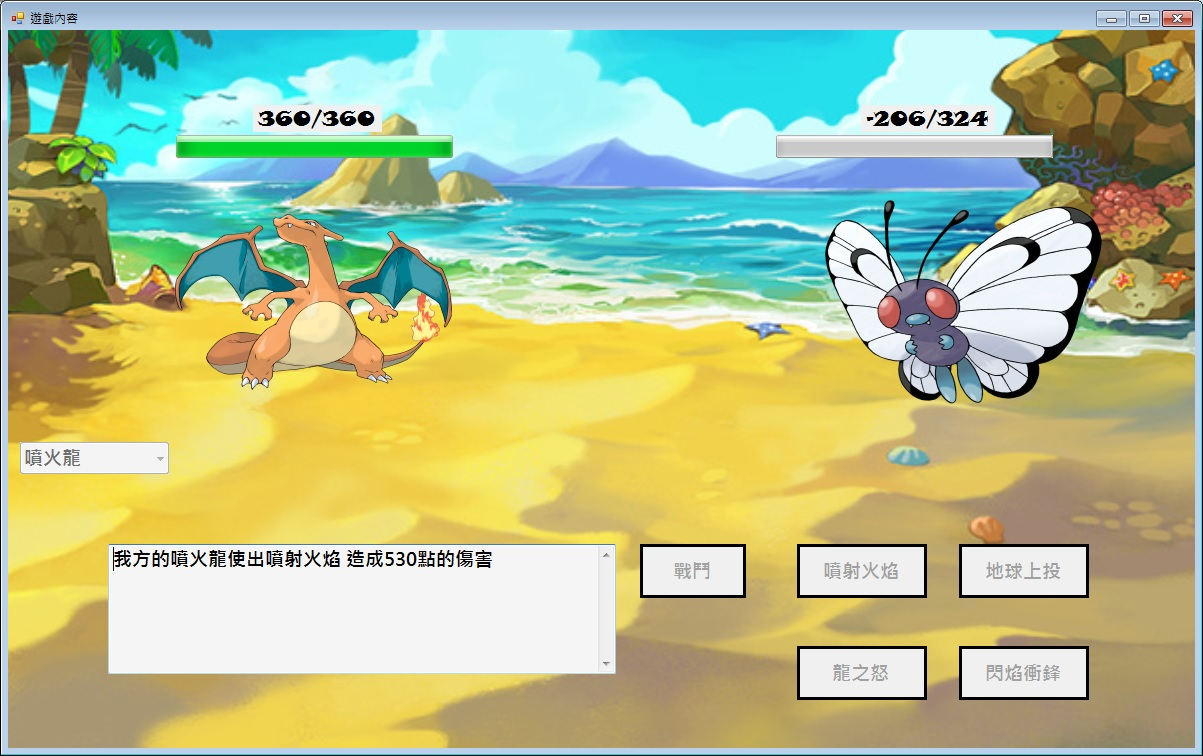 遊戲內容
360/360
-206/324
噴火龍
我方的噴火龍使出噴射火焰 造成530點的傷害
戰鬥
噴射火焰
地球上投
龍之怒
閃焰衝鋒